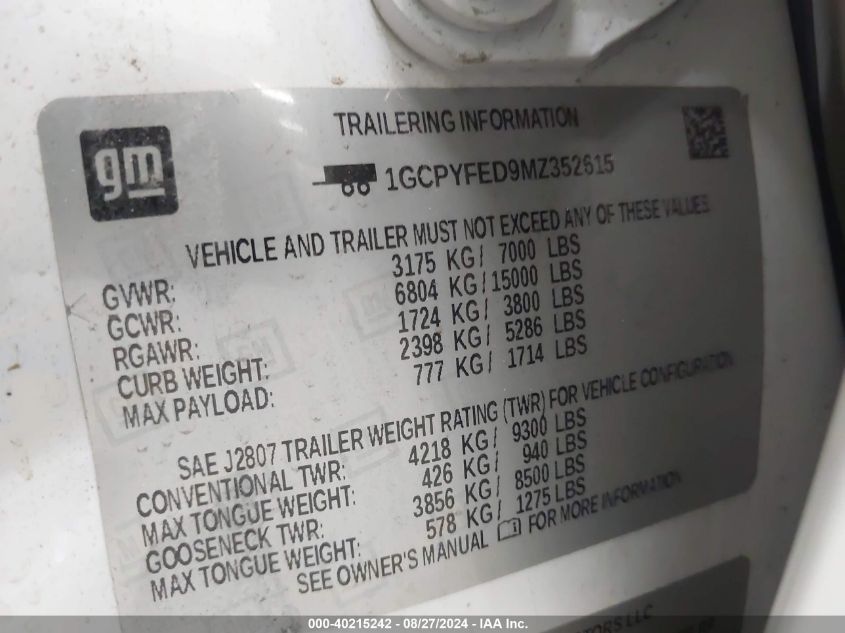 gm
TRAILERING INFORMATION
1GCPYFED9MZ352615
VEHICLE AND TRAILER MUST NOT EXCEED ANY OF THESE VALUES
GVWR: 3175 KG/ 7000 LBS
GCWR: 6804 KG/15000 LBS
RGAWR: 1724 KG/ 3800 LBS
CURB WEIGHT: 2398 KG/ 5286 LBS
MAX PAYLOAD: 777 KG/ 1714 LBS
SAE J2807 TRAILER WEIGHT RATING (TWR) FOR VEHICLE CONFIGURATION
CONVENTIONAL TWR: 4218 KG/ 9300 LBS
MAX TONGUE WEIGHT: 426 KG/ 940 LBS
GOOSENECK TWR: 3856 KG/ 8500 LBS
MAX TONGUE WEIGHT: 578 KG/ 1275 LBS
SEE OWNER'S MANUAL FOR MORE INFORMATION
LLC
000-40215242 - 08/27/2024 - IAA Inc.